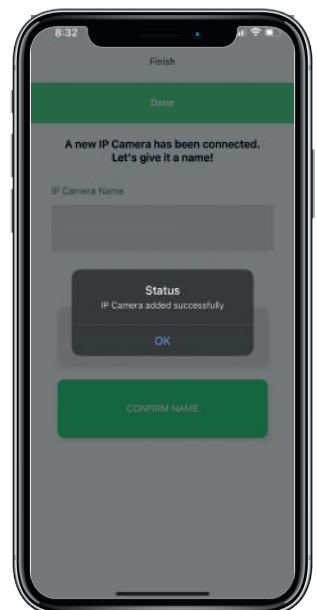 8:32
Finish
Done
A new IP Camera has been connected.
Let's give it a name!
IP Camera Name
Status
IP Camera added successfully
OK
CONFIRM NAME